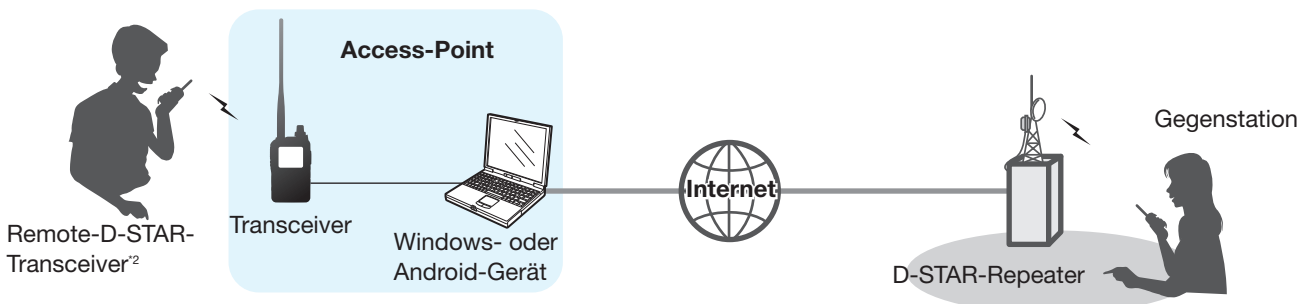 Access-Point
Gegenstation
Internet
Transceiver
Remote-D-STAR-
Transceiver*2
Windows- oder
Android-Gerät
D-STAR-Repeater